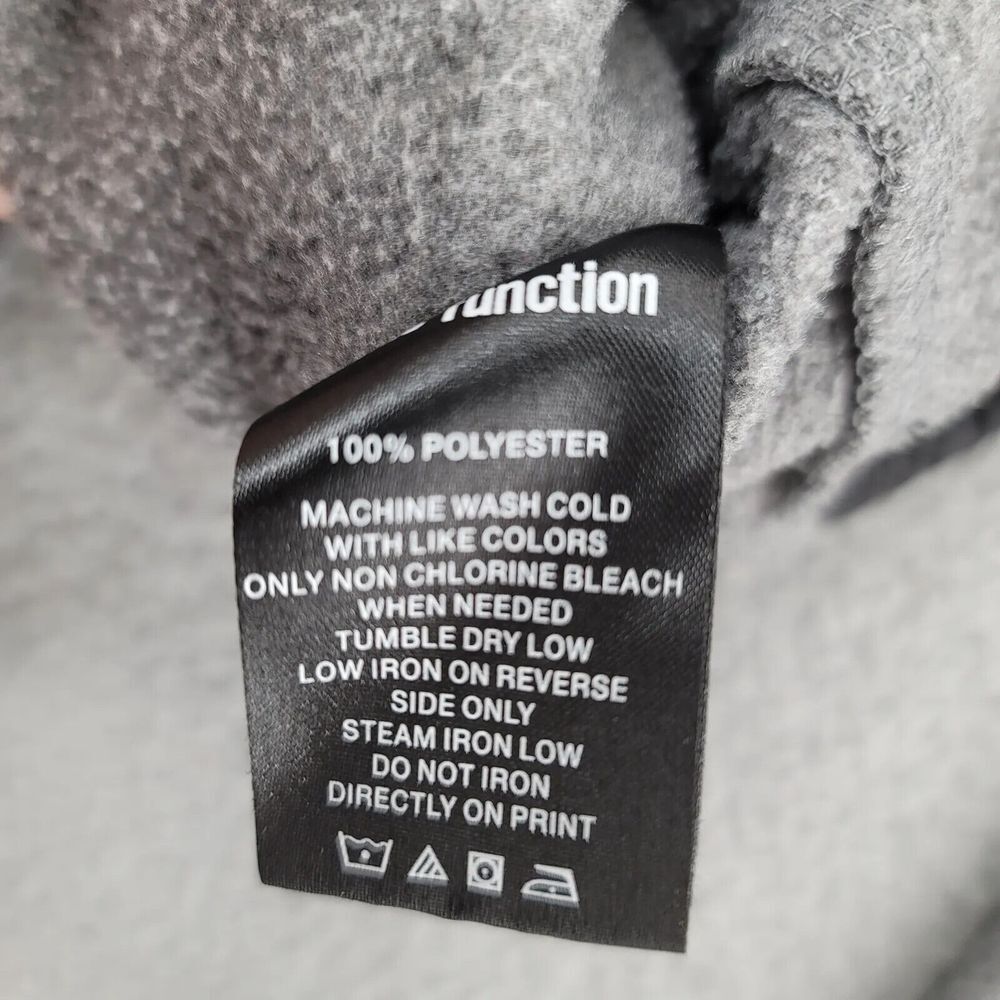 function
100% POLYESTER
MACHINE WASH COLD
WITH LIKE COLORS
ONLY NON CHLORINE BLEACH
WHEN NEEDED
TUMBLE DRY LOW
LOW IRON ON REVERSE
SIDE ONLY
STEAM IRON LOW
DO NOT IRON
DIRECTLY ON PRINT